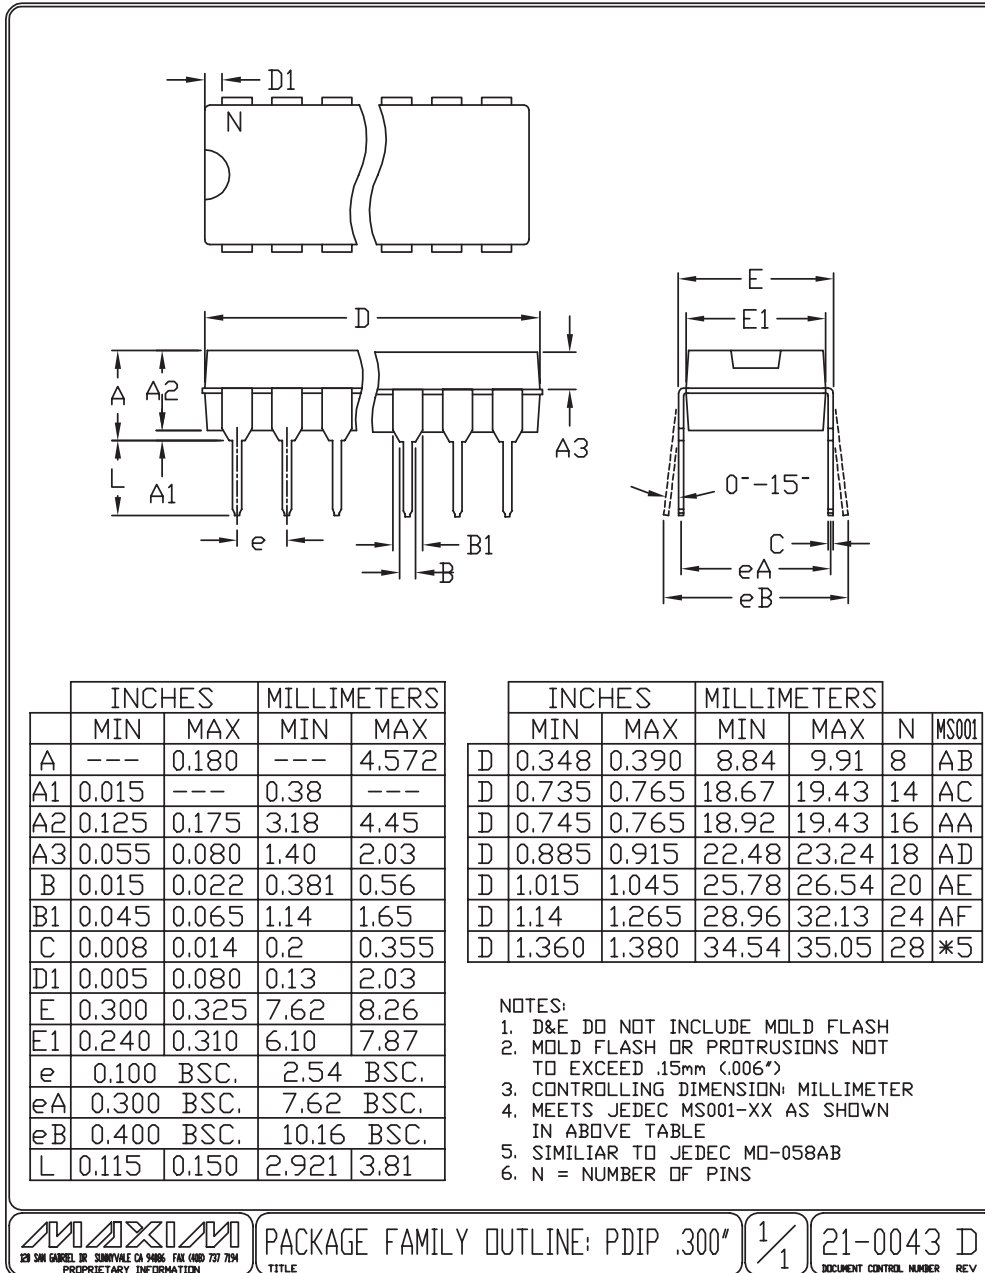 D1
N
D
E
E1
A
A2
A3
L
A1
0°-15°
e
B1
B
C
eA
eB
INCHES MILLIMETERS
MIN MAX MIN MAX
A --- 0.180 --- 4.572
A1 0.015 --- 0.38 ---
A2 0.125 0.175 3.18 4.45
A3 0.055 0.080 1.40 2.03
B 0.015 0.022 0.381 0.56
B1 0.045 0.065 1.14 1.65
C 0.008 0.014 0.2 0.355
D1 0.005 0.080 0.13 2.03
E 0.300 0.325 7.62 8.26
E1 0.240 0.310 6.10 7.87
e 0.100 BSC. 2.54 BSC.
eA 0.300 BSC. 7.62 BSC.
eB 0.400 BSC. 10.16 BSC.
L 0.115 0.150 2.921 3.81
INCHES MILLIMETERS
MIN MAX MIN MAX N MS001
D 0.348 0.390 8.84 9.91 8 AB
D 0.735 0.765 18.67 19.43 14 AC
D 0.745 0.765 18.92 19.43 16 AA
D 0.885 0.915 22.48 23.24 18 AD
D 1.015 1.045 25.78 26.54 20 AE
D 1.14 1.265 28.96 32.13 24 AF
D 1.360 1.380 34.54 35.05 28 *5
NOTES:
1. D&E DO NOT INCLUDE MOLD FLASH
2. MOLD FLASH OR PROTRUSIONS NOT
TO EXCEED .15mm (.006")
3. CONTROLLING DIMENSION: MILLIMETER
4. MEETS JEDEC MS001-XX AS SHOWN
IN ABOVE TABLE
5. SIMILIAR TO JEDEC MO-058AB
6. N = NUMBER OF PINS
MAXIM
120 SAN GABRIEL DR SUNNYVALE CA 94086 FAX (408) 737 7194
PROPRIETARY INFORMATION
PACKAGE FAMILY OUTLINE: PDIP .300"
TITLE
1/1
21-0043 D
DOCUMENT CONTROL NUMBER REV